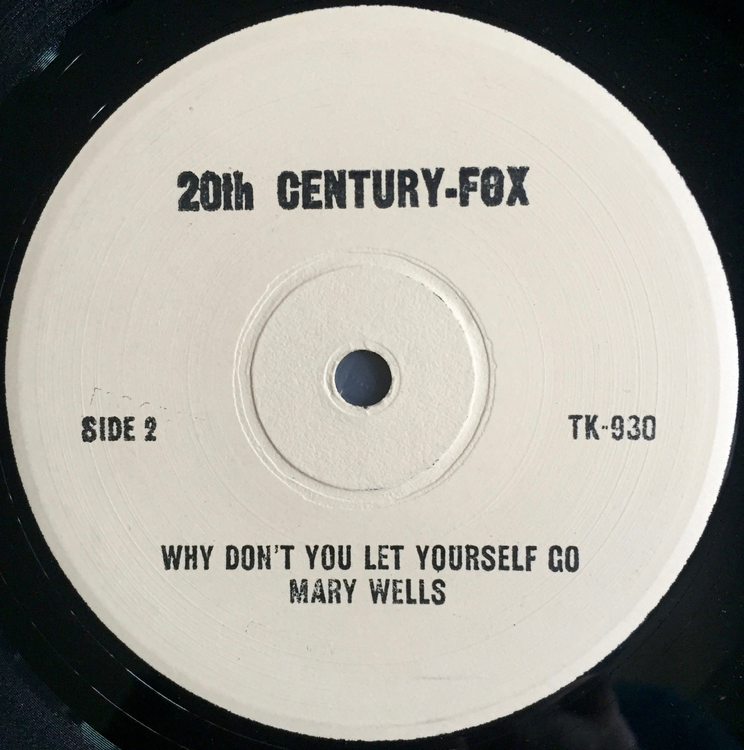 20th CENTURY-FOX
SIDE 2
TK-930
WHY DON'T YOU LET YOURSELF GO
MARY WELLS